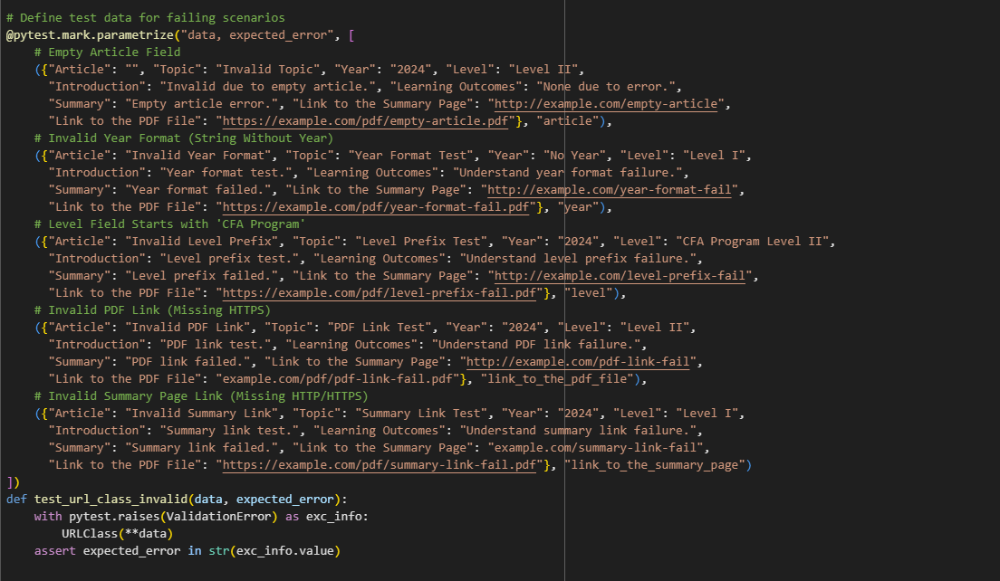 # Define test data for failing scenarios
@pytest.mark.parametrize("data, expected_error", [
    # Empty Article Field
    ({"Article": "", "Topic": "Invalid Topic", "Year": "2024", "Level": "Level II",
      "Introduction": "Invalid due to empty article.", "Learning Outcomes": "None due to error.",
      "Summary": "Empty article error.", "Link to the Summary Page": "http://example.com/empty-article",
      "Link to the PDF File": "https://example.com/pdf/empty-article.pdf"}, "article"),
    # Invalid Year Format (String Without Year)
    ({"Article": "Invalid Year Format", "Topic": "Year Format Test", "Year": "No Year", "Level": "Level I",
      "Introduction": "Year format test.", "Learning Outcomes": "Understand year format failure.",
      "Summary": "Year format failed.", "Link to the Summary Page": "http://example.com/year-format-fail",
      "Link to the PDF File": "https://example.com/pdf/year-format-fail.pdf"}, "year"),
    # Level Field Starts with 'CFA Program'
    ({"Article": "Invalid Level Prefix", "Topic": "Level Prefix Test", "Year": "2024", "Level": "CFA Program Level II",
      "Introduction": "Level prefix test.", "Learning Outcomes": "Understand level prefix failure.",
      "Summary": "Level prefix failed.", "Link to the Summary Page": "http://example.com/level-prefix-fail",
      "Link to the PDF File": "https://example.com/pdf/level-prefix-fail.pdf"}, "level"),
    # Invalid PDF Link (Missing HTTPS)
    ({"Article": "Invalid PDF Link", "Topic": "PDF Link Test", "Year": "2024", "Level": "Level II",
      "Introduction": "PDF link test.", "Learning Outcomes": "Understand PDF link failure.",
      "Summary": "PDF link failed.", "Link to the Summary Page": "http://example.com/pdf-link-fail",
      "Link to the PDF File": "example.com/pdf/pdf-link-fail.pdf"}, "link_to_the_pdf_file"),
    # Invalid Summary Page Link (Missing HTTP/HTTPS)
    ({"Article": "Invalid Summary Link", "Topic": "Summary Link Test", "Year": "2024", "Level": "Level I",
      "Introduction": "Summary link test.", "Learning Outcomes": "Understand summary link failure.",
      "Summary": "Summary link failed.", "Link to the Summary Page": "example.com/summary-link-fail",
      "Link to the PDF File": "https://example.com/pdf/summary-link-fail.pdf"}, "link_to_the_summary_page")
])
def test_url_class_invalid(data, expected_error):
    with pytest.raises(ValidationError) as exc_info:
        URLClass(**data)
    assert expected_error in str(exc_info.value)